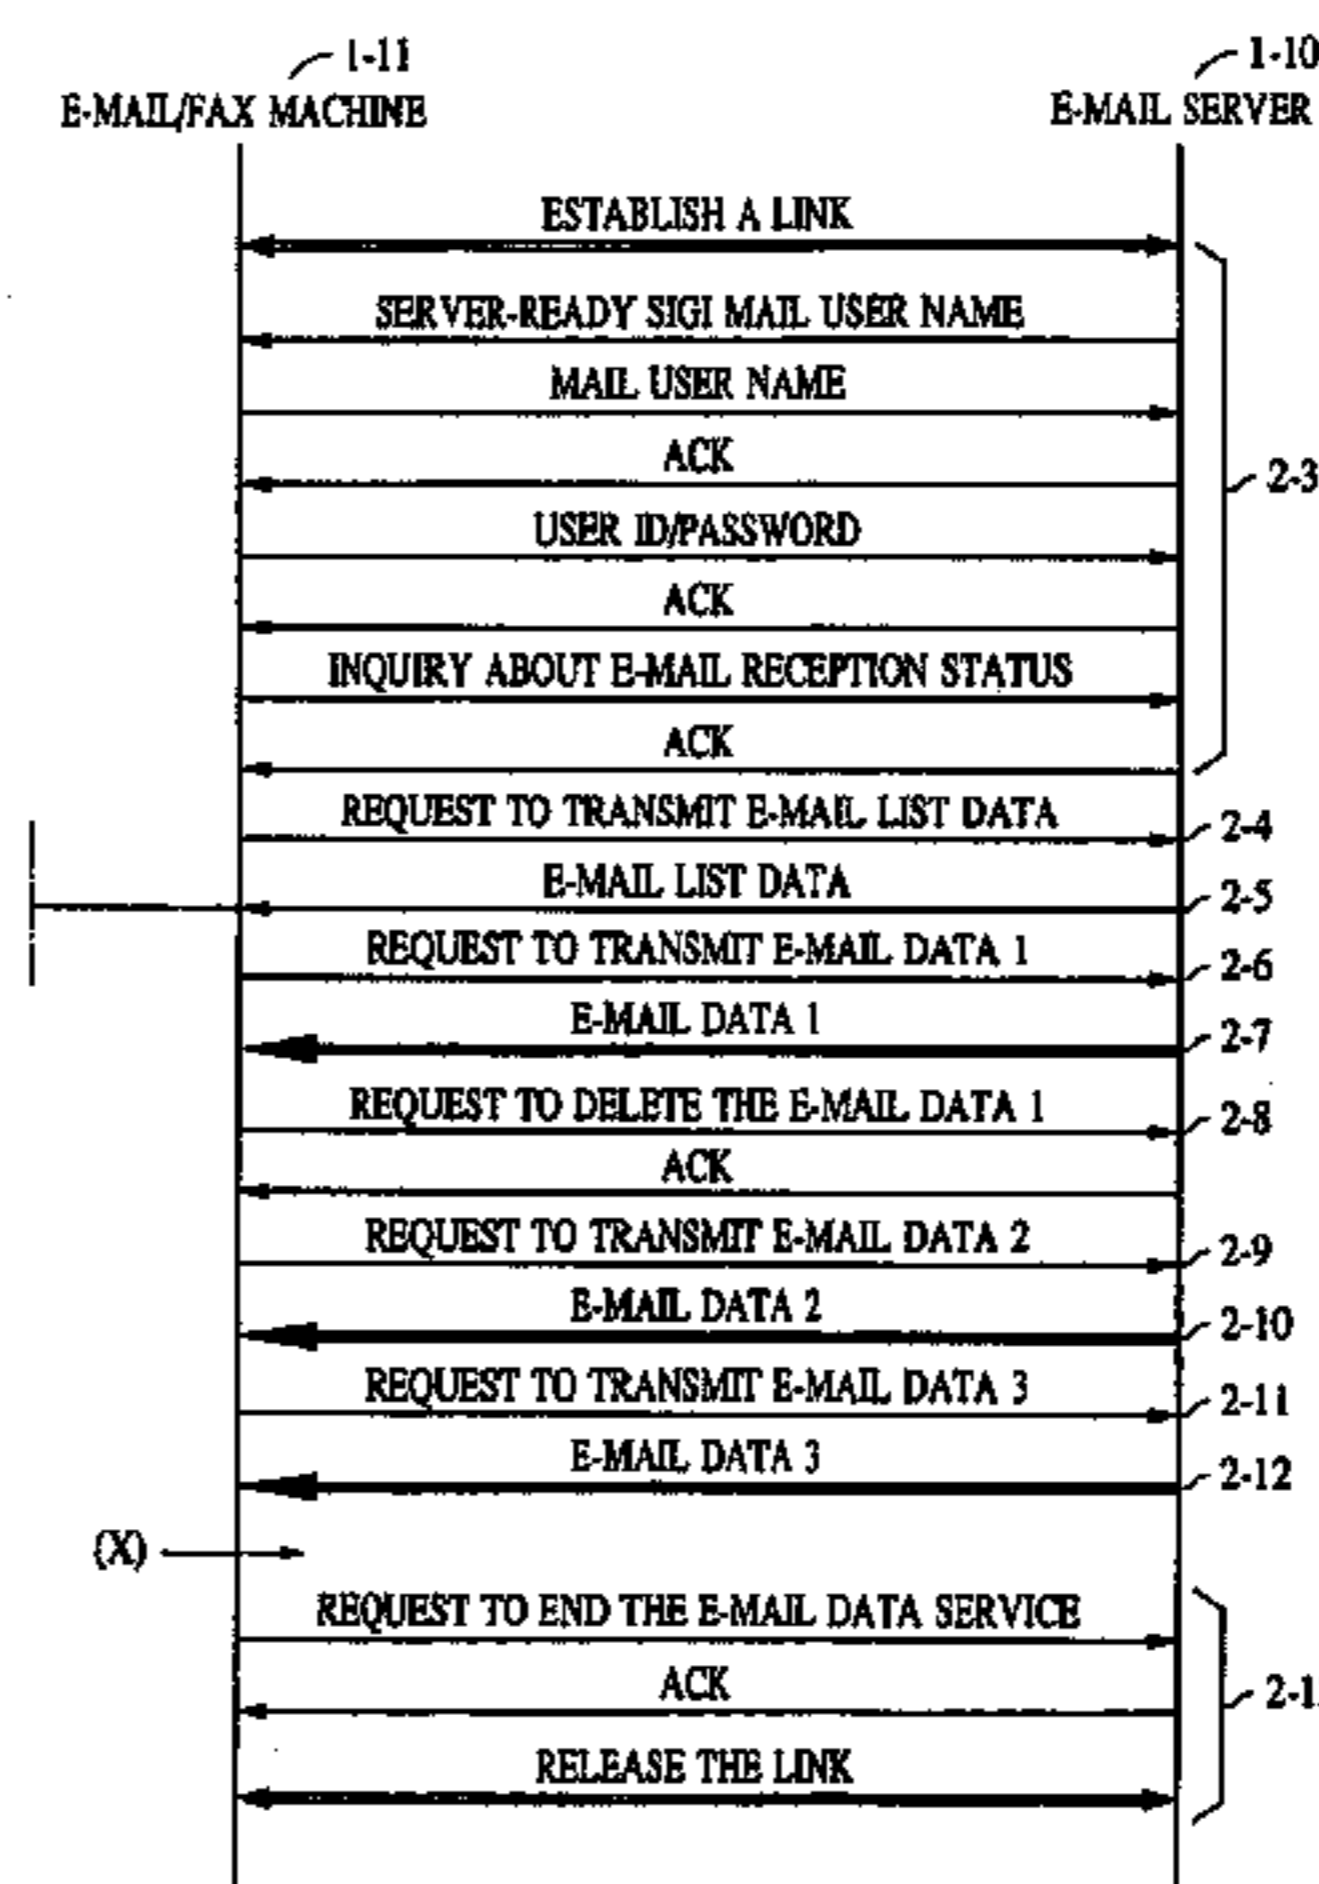 1-11
1-10
E-MAIL/FAX MACHINE
E-MAIL SERVER
ESTABLISH A LINK
SERVER-READY SIGI MAIL USER NAME
MAIL USER NAME
ACK
2-3
USER ID/PASSWORD
ACK
INQUIRY ABOUT E-MAIL RECEPTION STATUS
ACK
REQUEST TO TRANSMIT E-MAIL LIST DATA
2-4
E-MAIL LIST DATA
2-5
REQUEST TO TRANSMIT E-MAIL DATA 1
2-6
E-MAIL DATA 1
2-7
REQUEST TO DELETE THE E-MAIL DATA 1
2-8
ACK
REQUEST TO TRANSMIT E-MAIL DATA 2
2-9
E-MAIL DATA 2
2-10
REQUEST TO TRANSMIT E-MAIL DATA 3
2-11
E-MAIL DATA 3
2-12
(X)
REQUEST TO END THE E-MAIL DATA SERVICE
ACK
RELEASE THE LINK